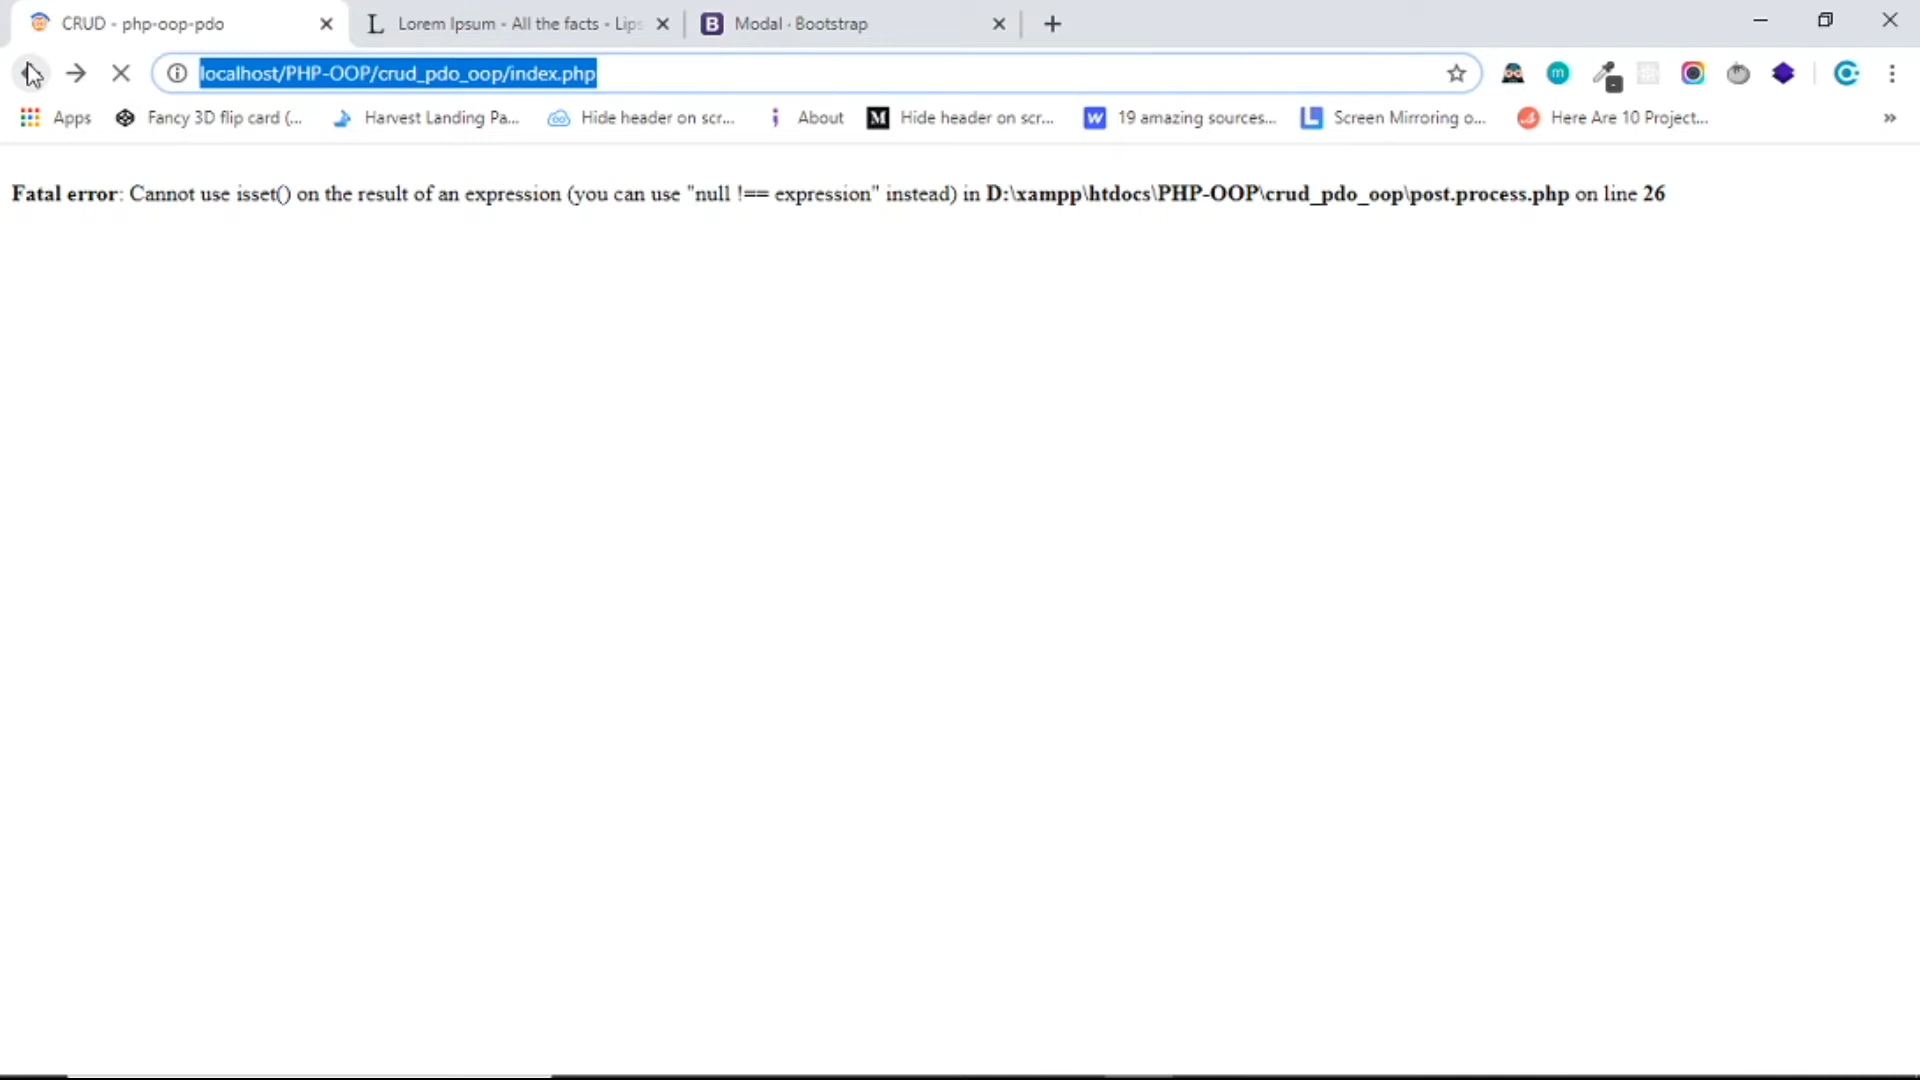 CRUD - php-oop-pdo
Lorem Ipsum - All the facts - Lips
B Modal · Bootstrap
localhost/PHP-OOP/crud_pdo_oop/index.php
Apps Fancy 3D flip card (... Harvest Landing Pa... Hide header on scr... About Hide header on scr... 19 amazing sources... Screen Mirroring o... Here Are 10 Project... »
Fatal error: Cannot use isset() on the result of an expression (you can use "null !== expression" instead) in D:\xampp\htdocs\PHP-OOP\crud_pdo_oop\post.process.php on line 26